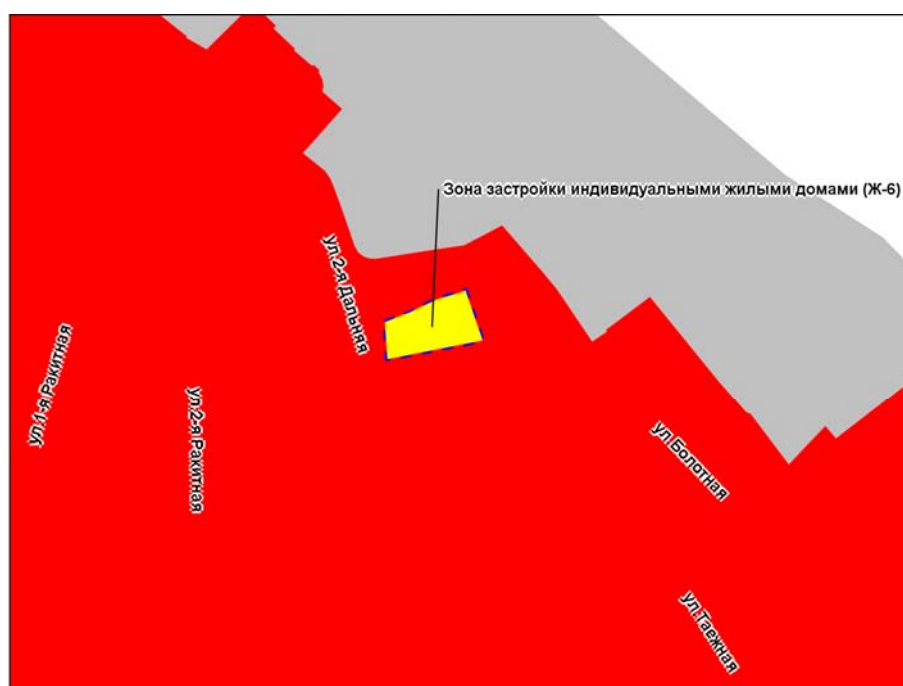 Зона застройки индивидуальными жилыми домами (Ж-6)
ул.2-я Дальняя
ул.1-я Ракитная
ул.2-я Ракитная
ул.Болотная
ул.Таежная